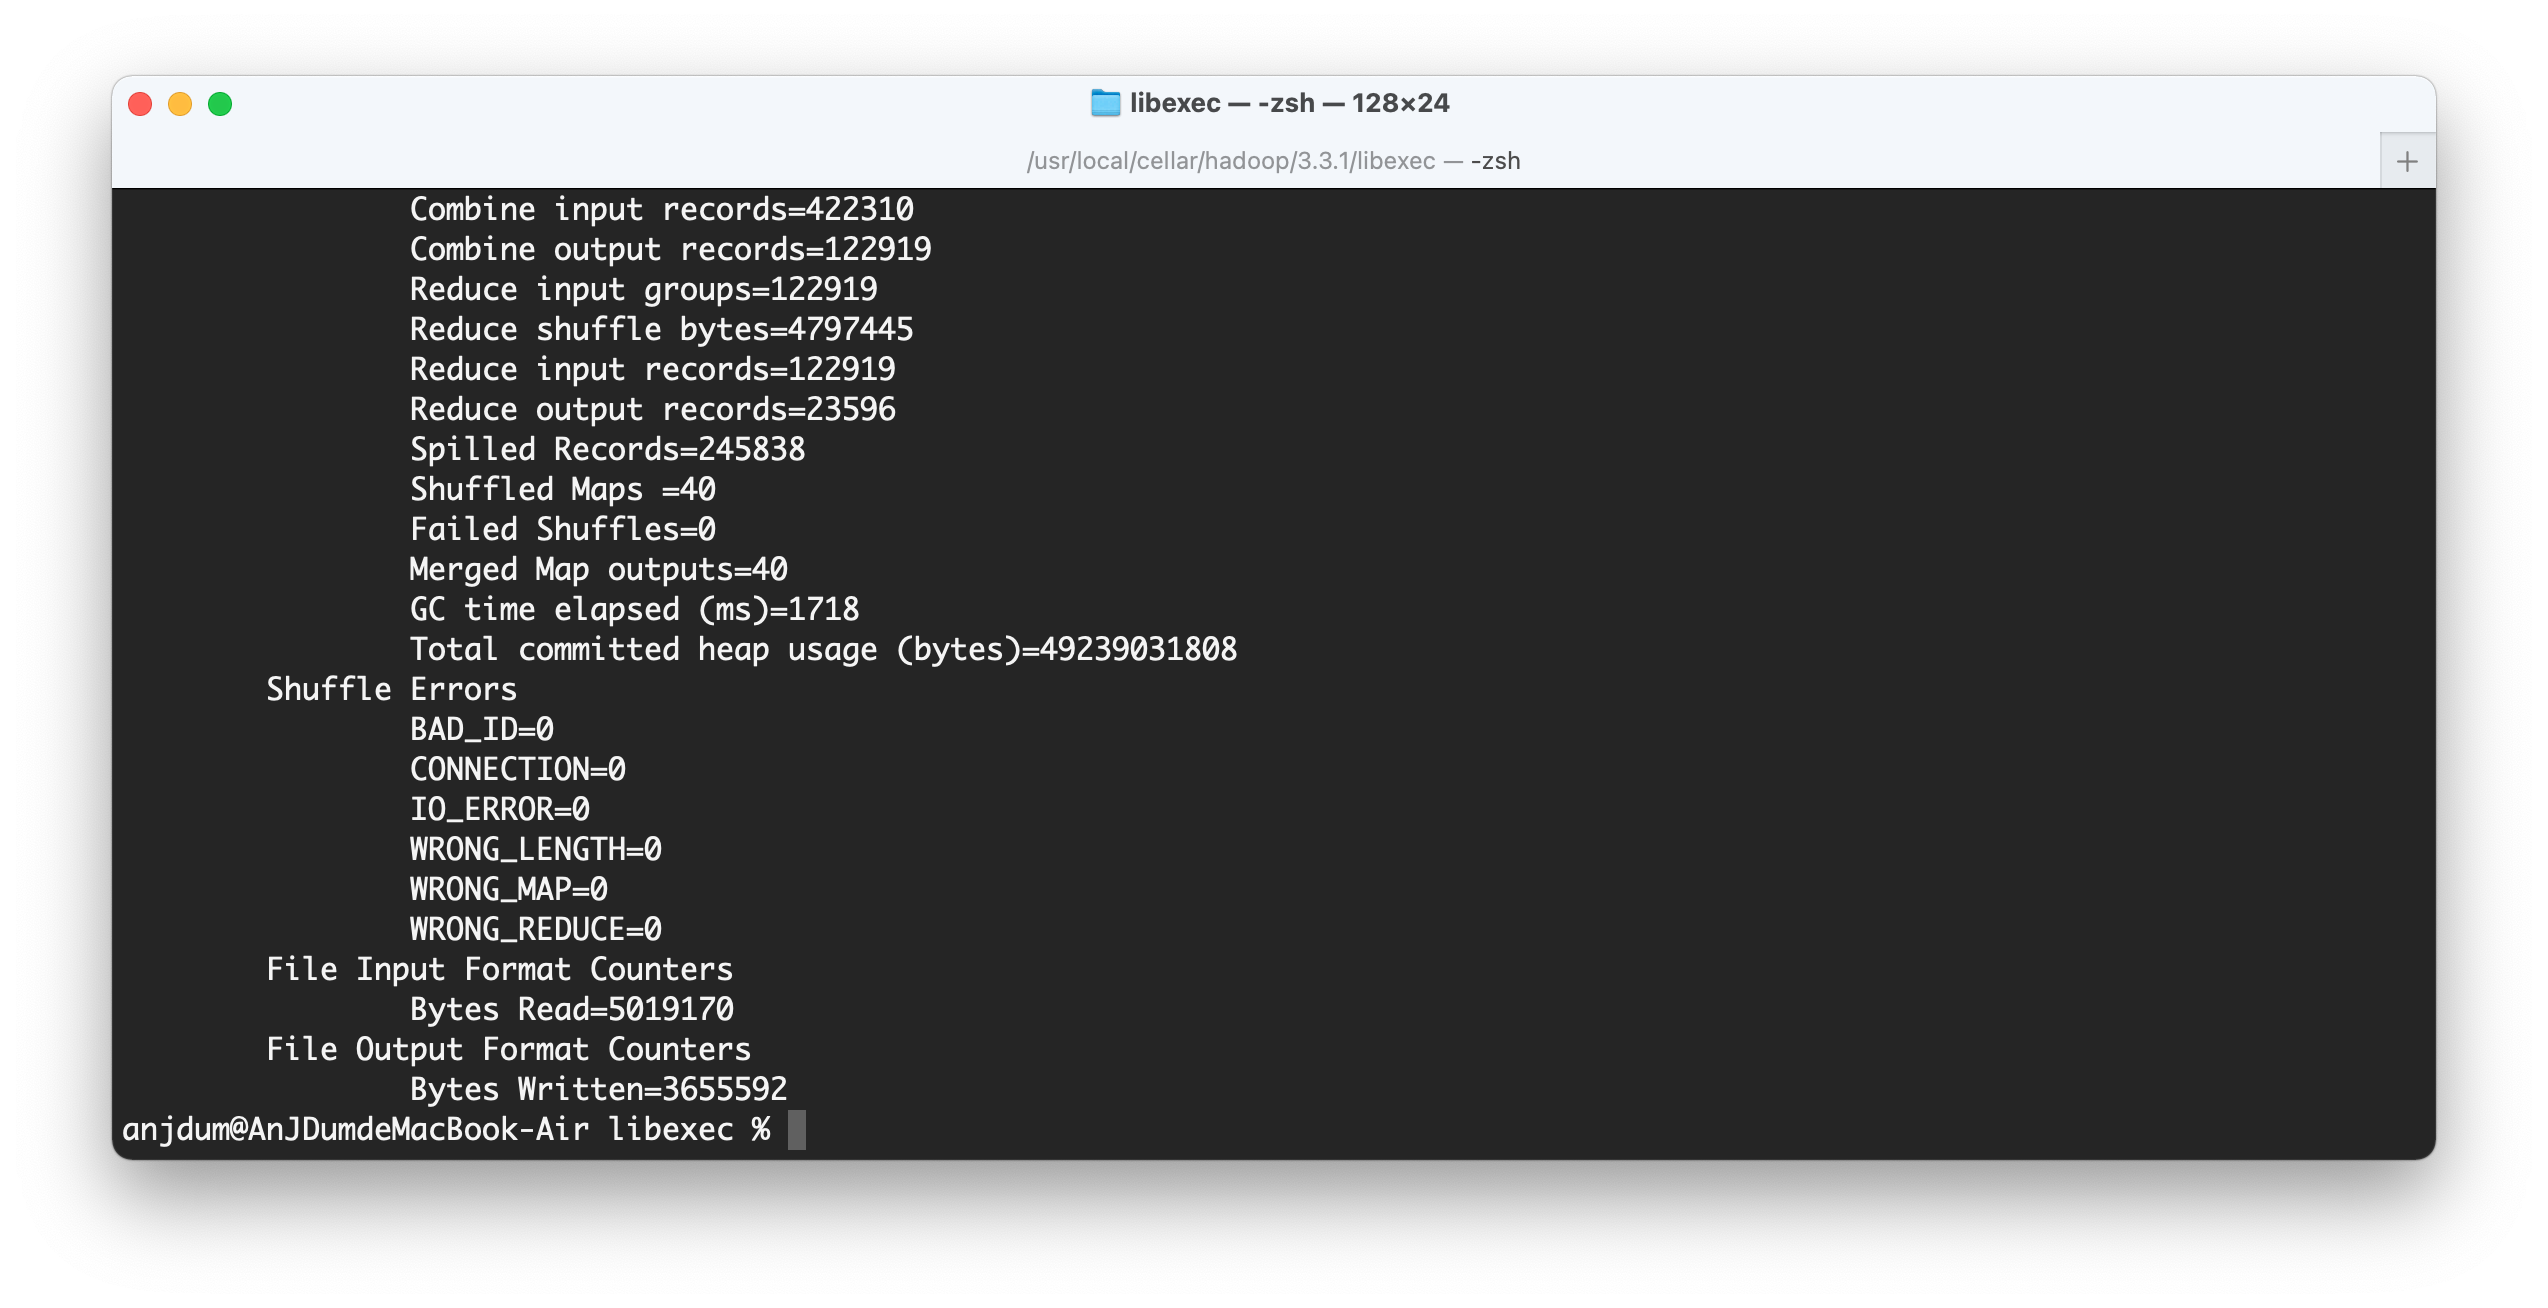 libexec — -zsh — 128×24
/usr/local/cellar/hadoop/3.3.1/libexec — -zsh
+
Combine input records=422310
Combine output records=122919
Reduce input groups=122919
Reduce shuffle bytes=4797445
Reduce input records=122919
Reduce output records=23596
Spilled Records=245838
Shuffled Maps =40
Failed Shuffles=0
Merged Map outputs=40
GC time elapsed (ms)=1718
Total committed heap usage (bytes)=49239031808
Shuffle Errors
BAD_ID=0
CONNECTION=0
IO_ERROR=0
WRONG_LENGTH=0
WRONG_MAP=0
WRONG_REDUCE=0
File Input Format Counters
Bytes Read=5019170
File Output Format Counters
Bytes Written=3655592
anjdum@AnJDumdeMacBook-Air libexec %